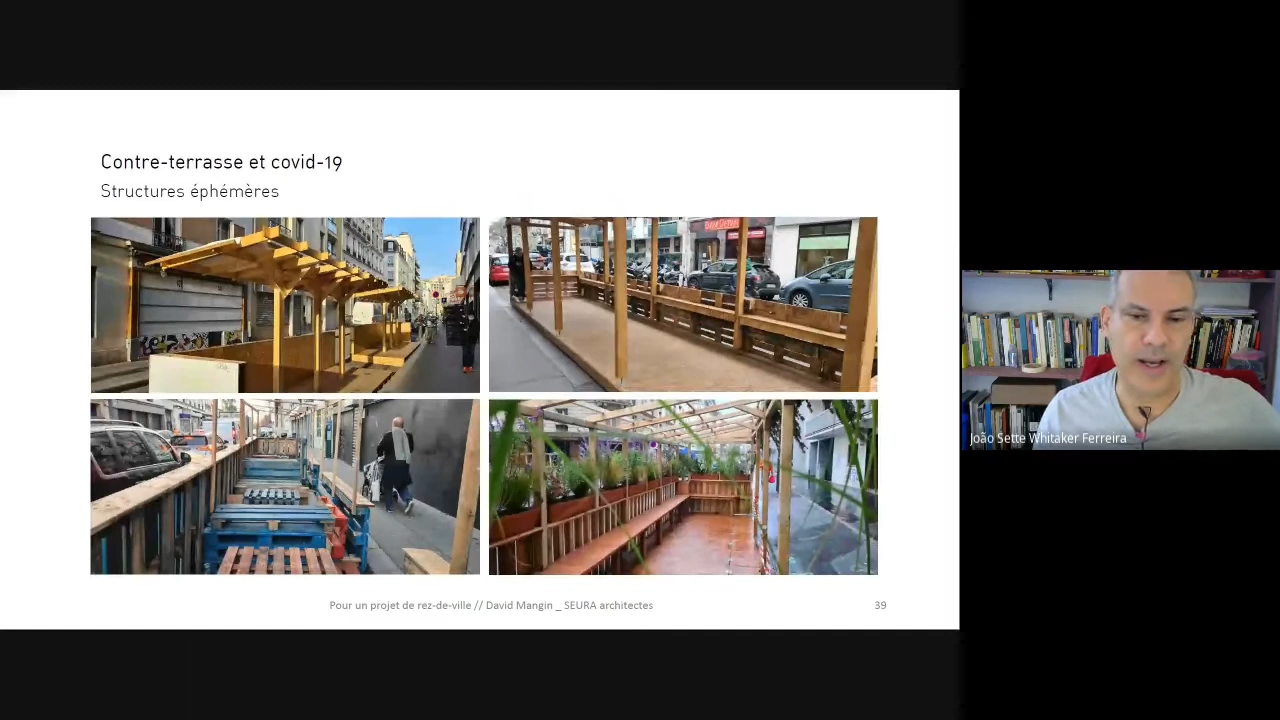 Contre-terrasse et covid-19
Structures éphémères
Pour un projet de rez-de-ville // David Mangin _ SEURA architectes
39
João Sette Whitaker Ferreira